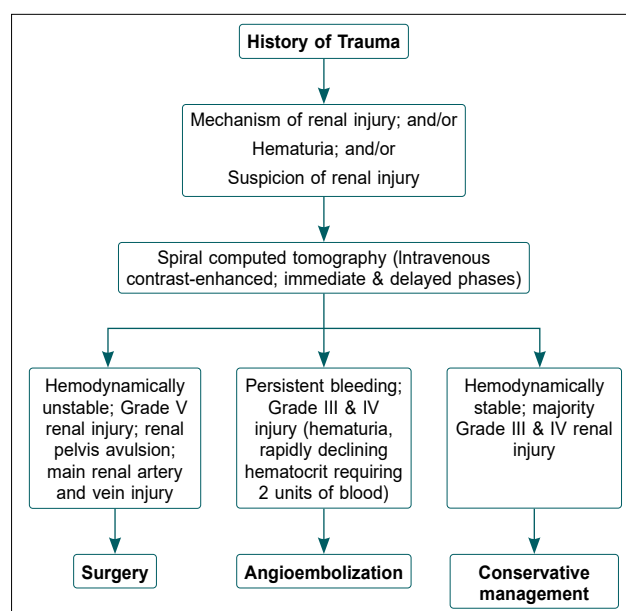 History of Trauma
Mechanism of renal injury; and/or
Hematuria; and/or
Suspicion of renal injury
Spiral computed tomography (Intravenous
contrast-enhanced; immediate & delayed phases)
Hemodynamically
unstable; Grade V
renal injury; renal
pelvis avulsion;
main renal artery
and vein injury
Persistent bleeding;
Grade III & IV
injury (hematuria,
rapidly declining
hematocrit requiring
2 units of blood)
Hemodynamically
stable; majority
Grade III & IV renal
injury
Surgery
Angioembolization
Conservative
management